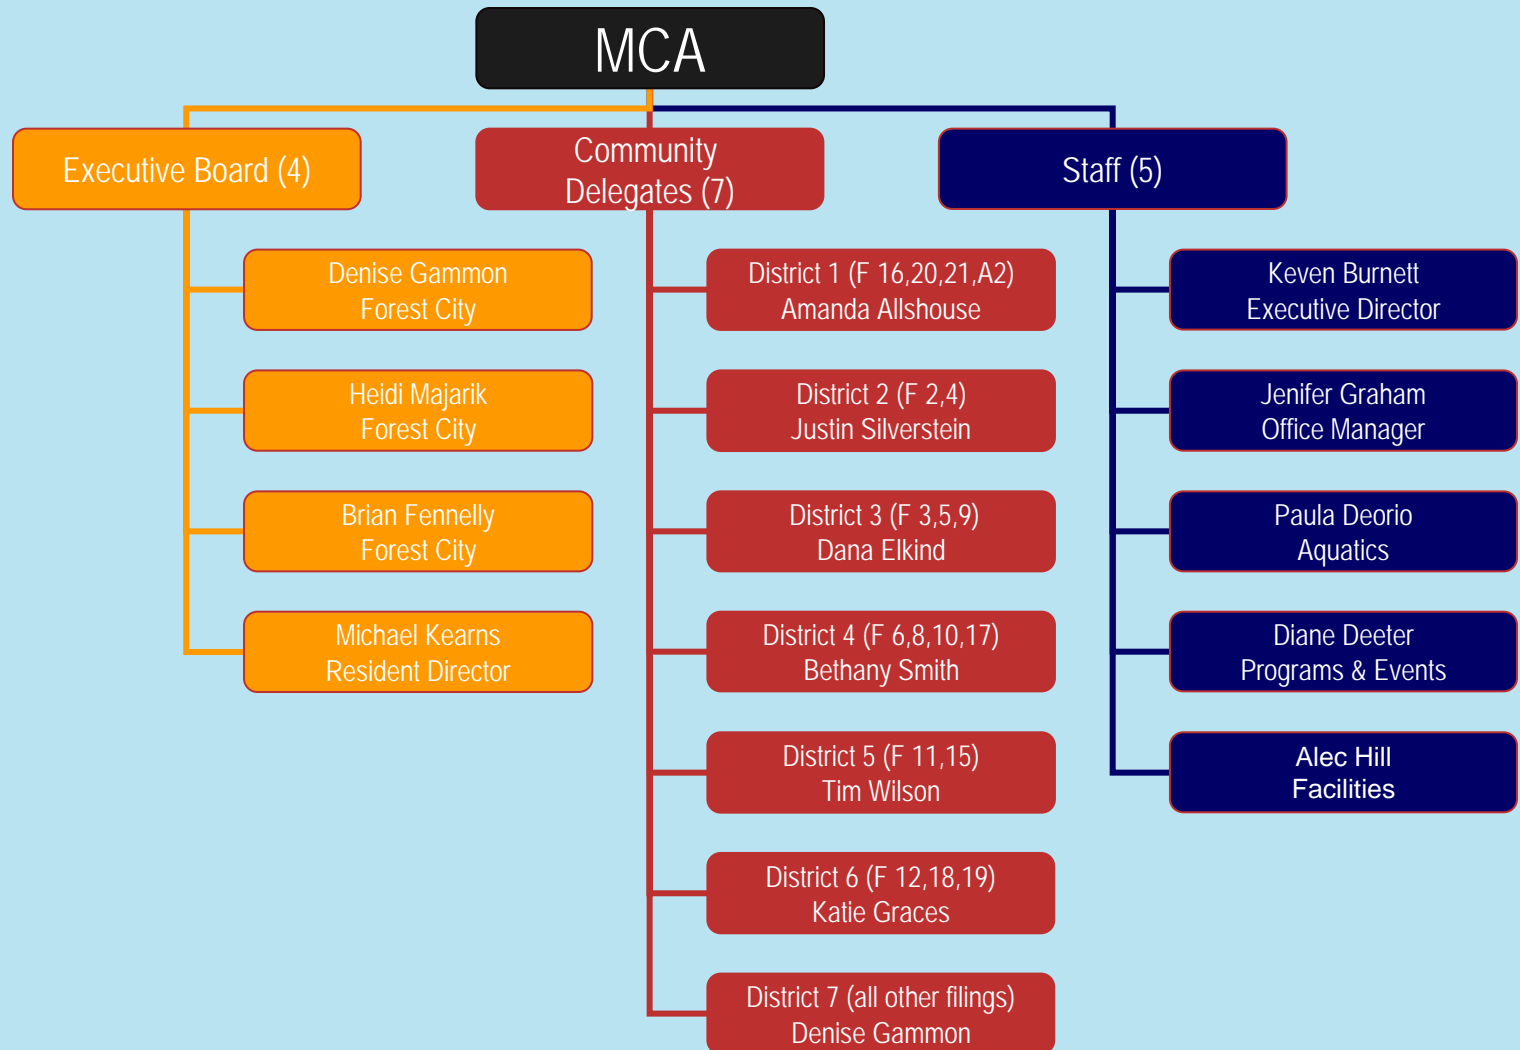 MCA
Executive Board (4)
Community
Delegates (7)
Staff (5)
Denise Gammon
Forest City
Heidi Majarik
Forest City
Brian Fennelly
Forest City
Michael Kearns
Resident Director
District 1 (F 16,20,21,A2)
Amanda Allshouse
District 2 (F 2,4)
Justin Silverstein
District 3 (F 3,5,9)
Dana Elkind
District 4 (F 6,8,10,17)
Bethany Smith
District 5 (F 11,15)
Tim Wilson
District 6 (F 12,18,19)
Katie Graces
District 7 (all other filings)
Denise Gammon
Keven Burnett
Executive Director
Jenifer Graham
Office Manager
Paula Deorio
Aquatics
Diane Deeter
Programs & Events
Alec Hill
Facilities